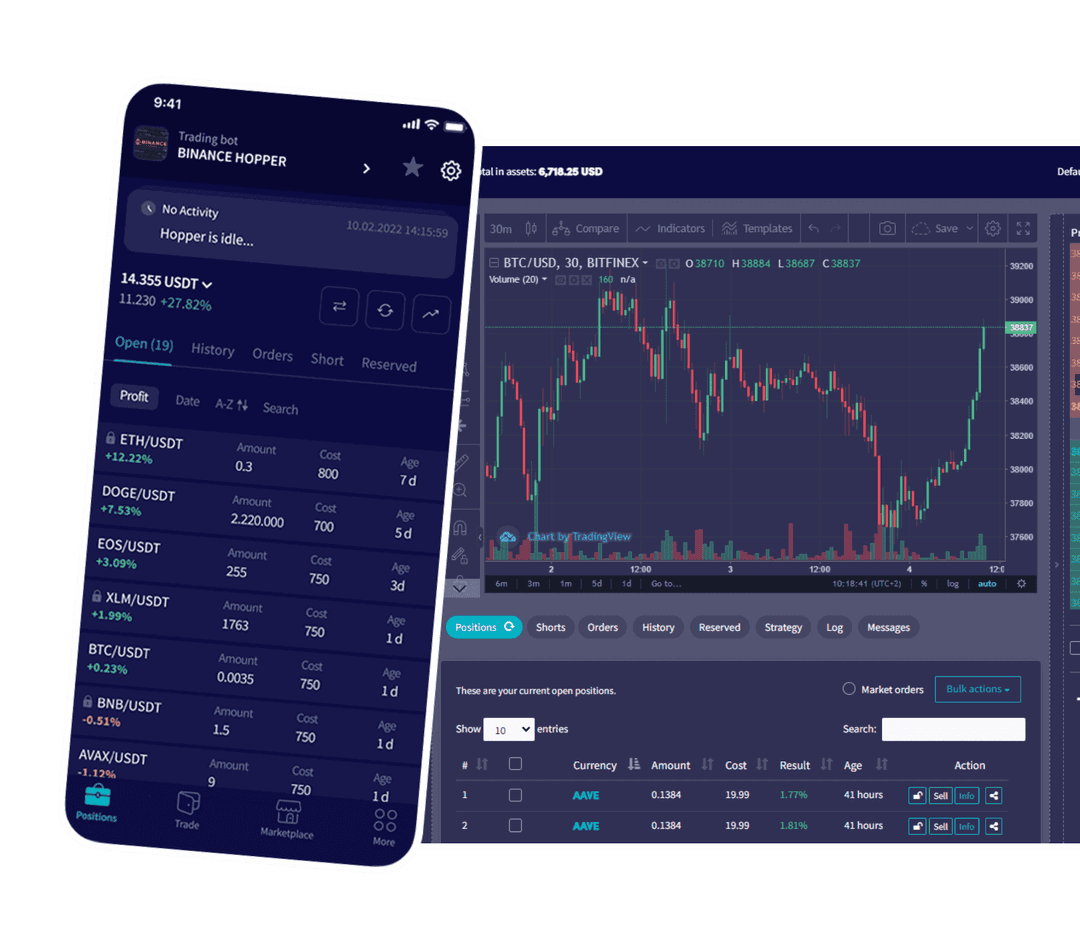 9:41
BINANCE
Trading bot
BINANCE HOPPER
No Activity
10.02.2022 14:15:59
Hopper is idle...
14.355 USDT
11.230 +27.82%
Open (19) History Orders Short Reserved
Profit Date A-Z Search
ETH/USDT Amount Cost Age
+12.22% 0.3 800 7 d
DOGE/USDT Amount Cost Age
+7.53% 2.220.000 700 5 d
EOS/USDT Amount Cost Age
+3.09% 255 750 3d
XLM/USDT Amount Cost Age
+1.99% 1763 750 1 d
BTC/USDT Amount Cost Age
+0.23% 0.0035 750 1 d
BNB/USDT Amount Cost Age
-0.51% 1.5 750 1 d
AVAX/USDT Amount Cost Age
-1.12% 9 750 1 d
Positions Trade Marketplace More
tal in assets: 6,718.25 USD
Defau
30m Compare Indicators Templates Save
BTC/USD, 30, BITFINEX O38710 H38884 L38687 C38837
Volume (20) 160 n/a
39200
39000
38837
38800
38600
38400
38200
38000
37800
37600
Chart by TradingView
2 12:00 3 12:00 4 12:0
6m 3m 1m 5d 1d Go to... 10:18:41 (UTC+2) % log auto
Positions Shorts Orders History Reserved Strategy Log Messages
These are your current open positions.
Market orders Bulk actions
Show 10 entries Search:
# Currency Amount Cost Result Age Action
1 AAVE 0.1384 19.99 1.77% 41 hours Sell Info
2 AAVE 0.1384 19.99 1.81% 41 hours Sell Info